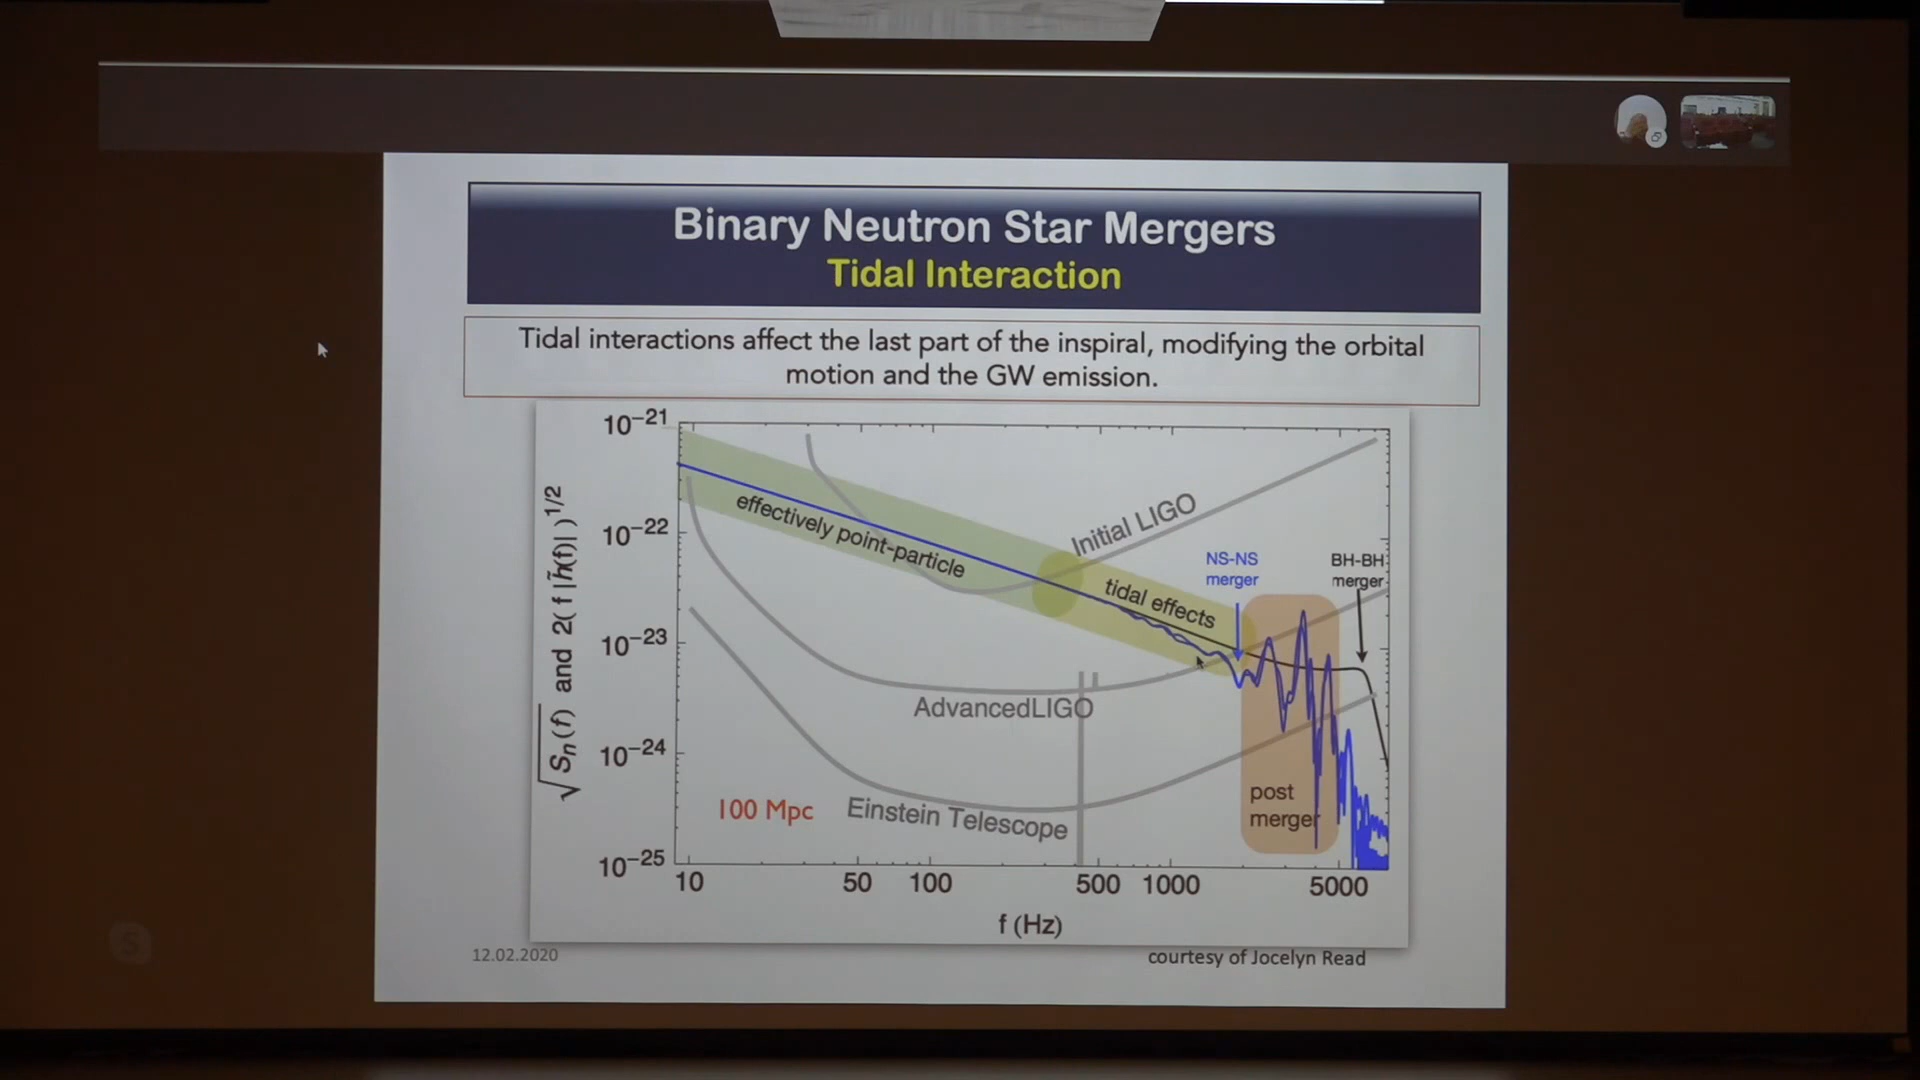 Binary Neutron Star Mergers
Tidal Interaction
Tidal interactions affect the last part of the inspiral, modifying the orbital
motion and the GW emission.
10⁻²¹
10⁻²²
10⁻²³
10⁻²⁴
10⁻²⁵
√Sₙ(f) and 2( f |h̃(f)| )^1/2
effectively point-particle
Initial LIGO
tidal effects
NS-NS
merger
BH-BH
merger
AdvancedLIGO
100 Mpc
Einstein Telescope
post
merger
10
50
100
500
1000
5000
f (Hz)
12.02.2020
courtesy of Jocelyn Read
S